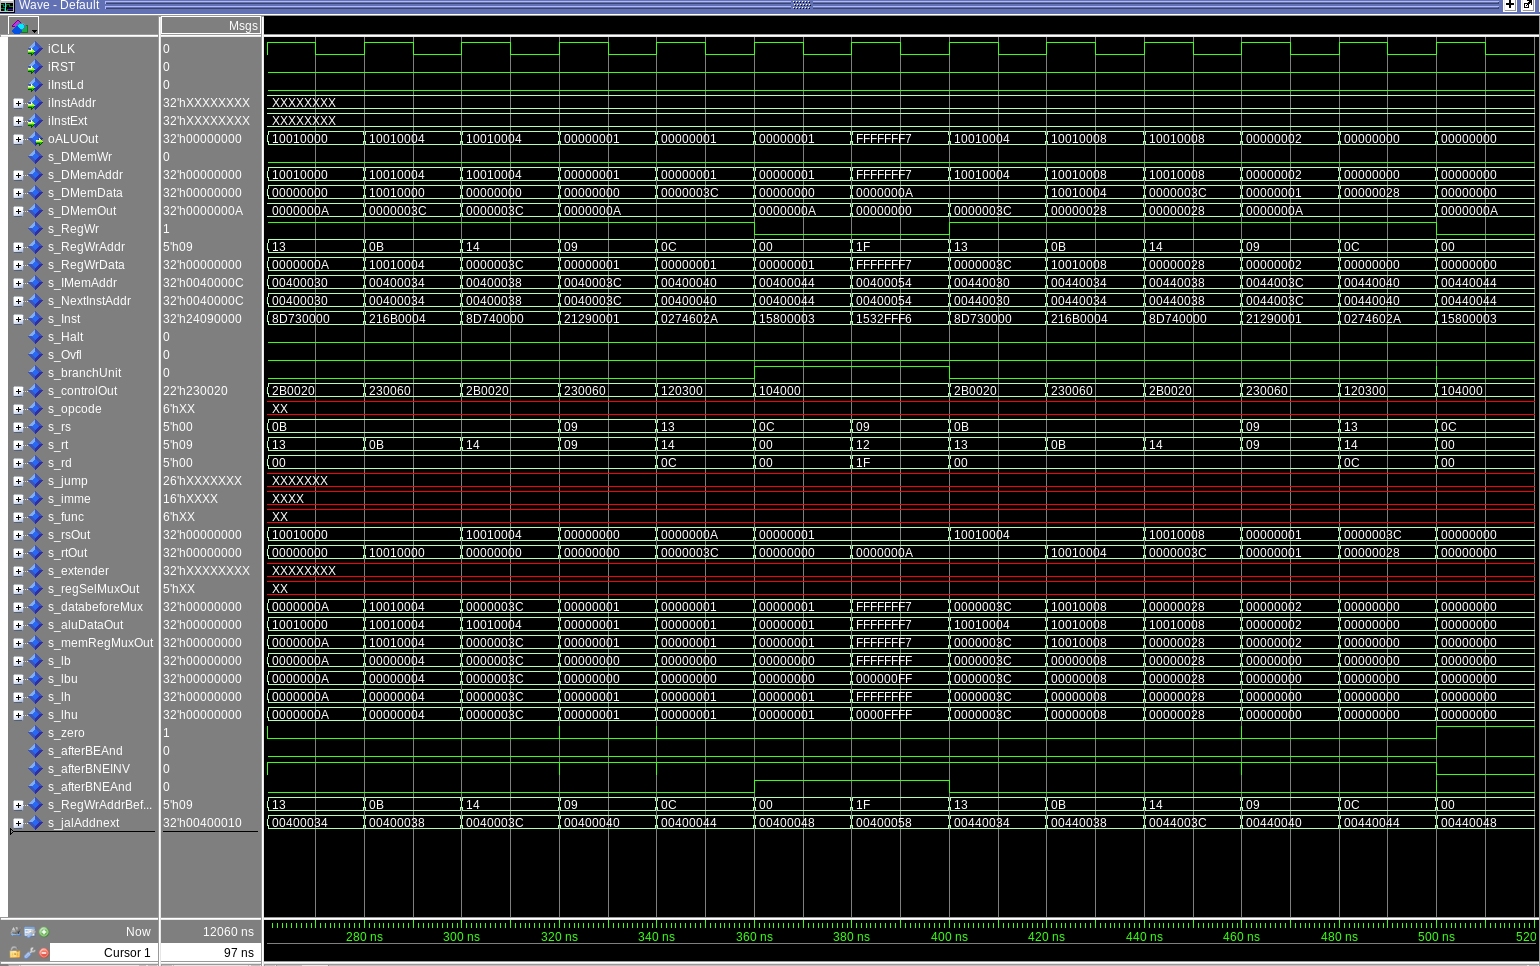 Wave - Default
Msgs
iCLK 0
iRST 0
iInstLd 0
iInstAddr 32'hXXXXXXXX XXXXXXXX
iInstExt 32'hXXXXXXXX XXXXXXXX
oALUOut 32'h00000000 10010000 10010004 10010004 00000001 00000001 00000001 FFFFFFF7 10010004 10010008 10010008 00000002 00000000 00000000
s_DMemWr 0
s_DMemAddr 32'h00000000 10010000 10010004 10010004 00000001 00000001 00000001 FFFFFFF7 10010004 10010008 10010008 00000002 00000000 00000000
s_DMemData 32'h00000000 00000000 10010000 00000000 00000000 0000003C 00000000 0000000A 10010004 0000003C 00000001 00000028 00000000
s_DMemOut 32'h0000000A 0000000A 0000003C 0000003C 0000000A 0000000A 00000000 0000003C 00000028 00000028 0000000A 0000000A
s_RegWr 1
s_RegWrAddr 5'h09 13 0B 14 09 0C 00 1F 13 0B 14 09 0C 00
s_RegWrData 32'h00000000 0000000A 10010004 0000003C 00000001 00000001 00000001 FFFFFFF7 0000003C 10010008 00000028 00000002 00000000 00000000
s_IMemAddr 32'h0040000C 00400030 00400034 00400038 0040003C 00400040 00400044 00400054 00440030 00440034 00440038 0044003C 00440040 00440044
s_NextInstAddr 32'h0040000C 00400030 00400034 00400038 0040003C 00400040 00400044 00400054 00440030 00440034 00440038 0044003C 00440040 00440044
s_Inst 32'h24090000 8D730000 216B0004 8D740000 21290001 0274602A 15800003 1532FFF6 8D730000 216B0004 8D740000 21290001 0274602A 15800003
s_Halt 0
s_Ovfl 0
s_branchUnit 0
s_controlOut 22'h230020 2B0020 230060 2B0020 230060 120300 104000 2B0020 230060 2B0020 230060 120300 104000
s_opcode 6'hXX XX
s_rs 5'h00 0B 09 13 0C 09 0B 09 13 0C
s_rt 5'h09 13 0B 14 09 14 00 12 13 0B 14 09 14 00
s_rd 5'h00 00 0C 00 1F 00 0C 00
s_jump 26'hXXXXXXX XXXXXXX
s_imme 16'hXXXX XXXX
s_func 6'hXX XX
s_rsOut 32'h00000000 10010000 10010004 00000000 0000000A 00000001 10010004 10010008 00000001 0000003C 00000000
s_rtOut 32'h00000000 00000000 10010000 00000000 00000000 0000003C 00000000 0000000A 10010004 0000003C 00000001 00000028 00000000
s_extender 32'hXXXXXXXX XXXXXXXX
s_regSelMuxOut 5'hXX XX
s_databeforeMux 32'h00000000 0000000A 10010004 0000003C 00000001 00000001 00000001 FFFFFFF7 0000003C 10010008 00000028 00000002 00000000 00000000
s_aluDataOut 32'h00000000 10010000 10010004 10010004 00000001 00000001 00000001 FFFFFFF7 10010004 10010008 10010008 00000002 00000000 00000000
s_memRegMuxOut 32'h00000000 0000000A 10010004 0000003C 00000001 00000001 00000001 FFFFFFF7 0000003C 10010008 00000028 00000002 00000000 00000000
s_lb 32'h00000000 0000000A 00000004 0000003C 00000000 00000000 00000000 FFFFFFFF 0000003C 00000008 00000028 00000000 00000000 00000000
s_lbu 32'h00000000 0000000A 00000004 0000003C 00000000 00000000 00000000 000000FF 0000003C 00000008 00000028 00000000 00000000 00000000
s_lh 32'h00000000 0000000A 00000004 0000003C 00000001 00000001 00000001 FFFFFFFF 0000003C 00000008 00000028 00000000 00000000 00000000
s_lhu 32'h00000000 0000000A 00000004 0000003C 00000001 00000001 00000001 0000FFFF 0000003C 00000008 00000028 00000000 00000000 00000000
s_zero 1
s_afterBEAnd 0
s_afterBNEINV 0
s_afterBNEAnd 0
s_RegWrAddrBef... 5'h09 13 0B 14 09 0C 00 1F 13 0B 14 09 0C 00
s_jalAddnext 32'h00400010 00400034 00400038 0040003C 00400040 00400044 00400048 00400058 00440034 00440038 0044003C 00440040 00440044 00440048
Now 12060 ns 280 ns 300 ns 320 ns 340 ns 360 ns 380 ns 400 ns 420 ns 440 ns 460 ns 480 ns 500 ns 520
Cursor 1 97 ns